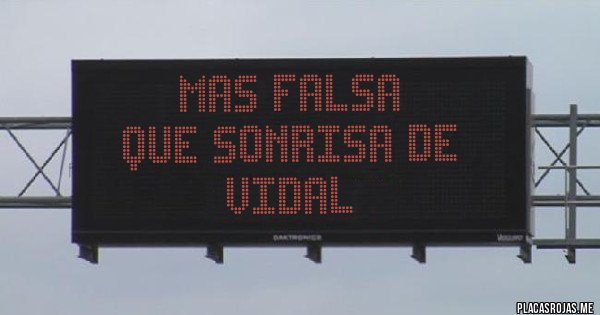 MAS FALSA
QUE SONRISA DE
VIDAL
DAKTRONICS
PLACASROJAS.ME